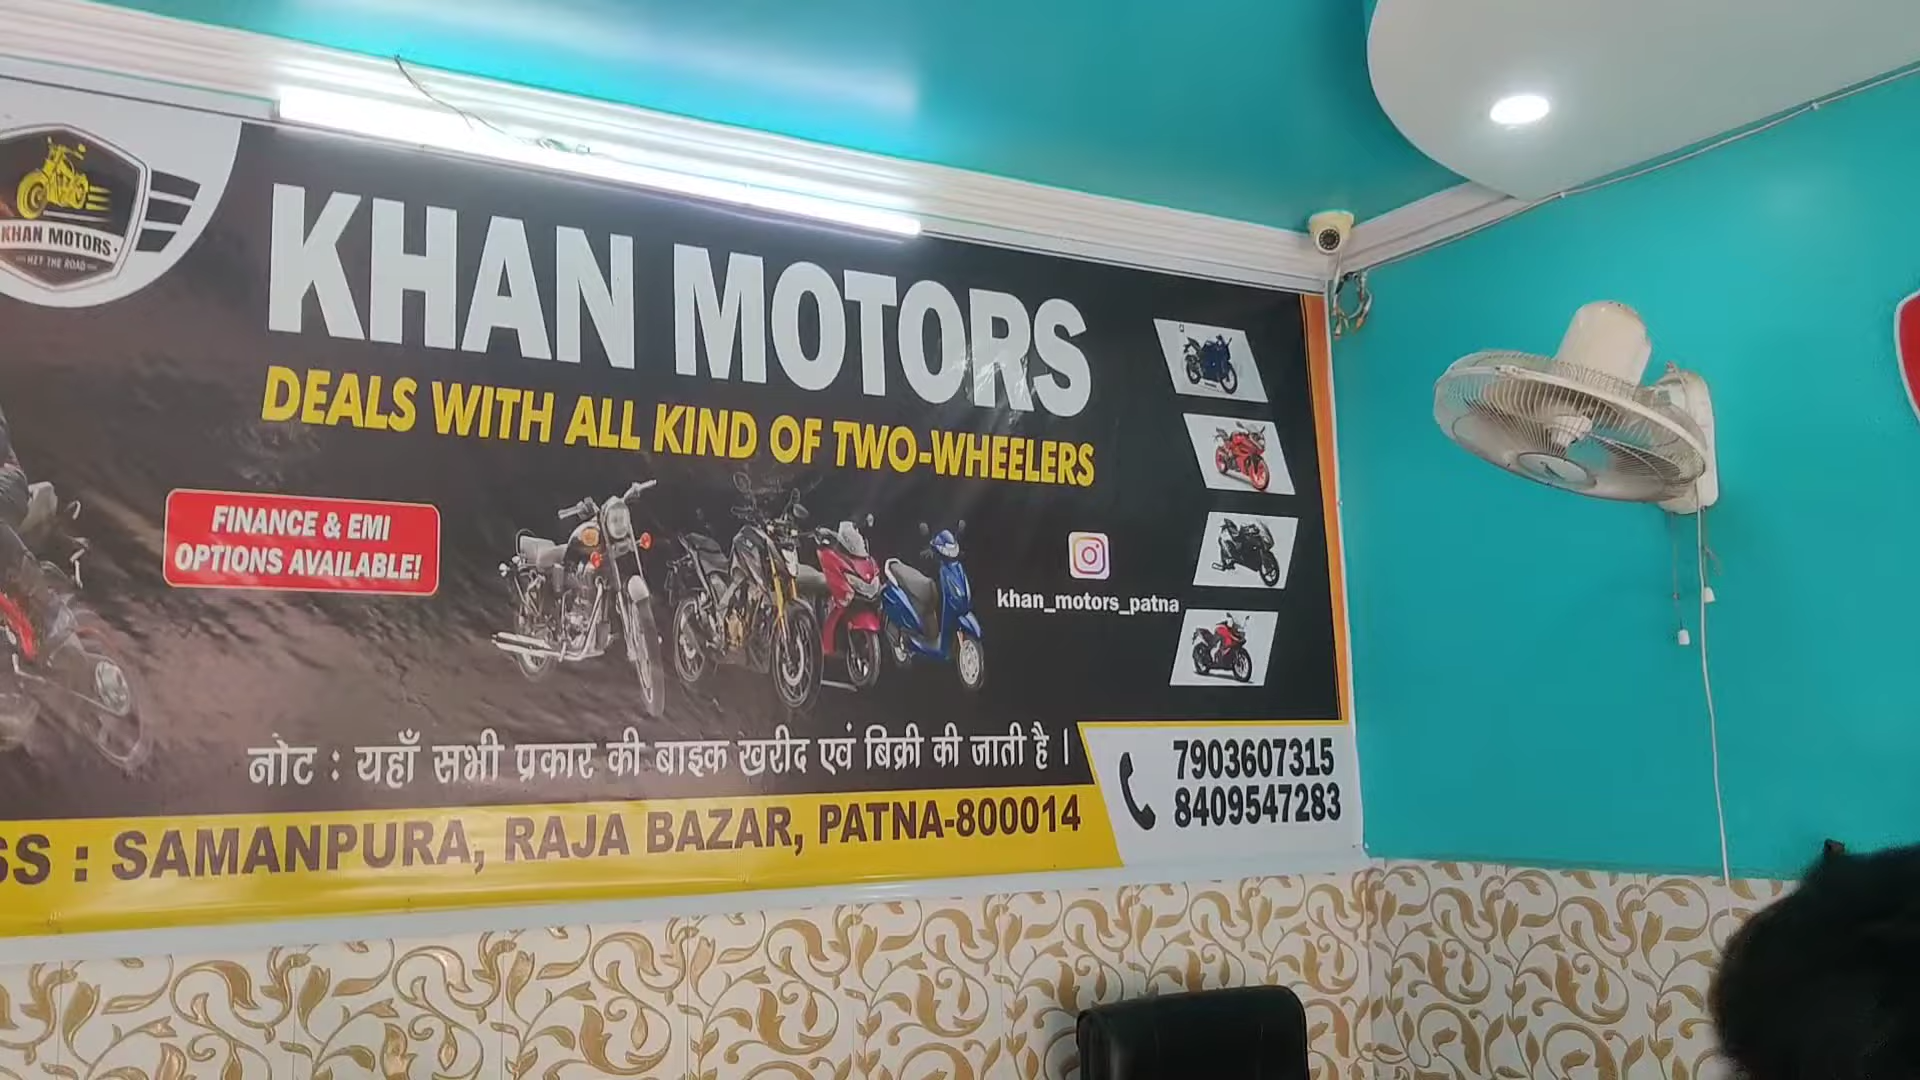 KHAN MOTORS
HIT THE ROAD
KHAN MOTORS
DEALS WITH ALL KIND OF TWO-WHEELERS
FINANCE & EMI
OPTIONS AVAILABLE!
khan_motors_patna
नोट : यहाँ सभी प्रकार की बाइक खरीद एवं बिक्री की जाती है |
SS : SAMANPURA, RAJA BAZAR, PATNA-800014
7903607315
8409547283